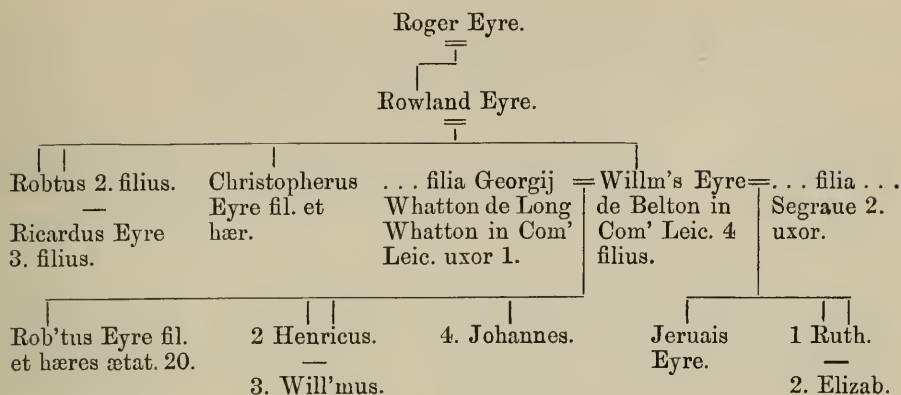 Roger Eyre.
Rowland Eyre.
Robtus 2. filius.
—
Ricardus Eyre
3. filius.
Christopherus
Eyre fil. et
hær.
... filia Georgij
Whatton de Long
Whatton in Com'
Leic. uxor 1.
Willm's Eyre
de Belton in
Com' Leic. 4
filius.
... filia ...
Segraue 2.
uxor.
Rob'tus Eyre fil.
et hæres ætat. 20.
2 Henricus.
—
3. Will'mus.
4. Johannes.
Jeruais
Eyre.
1 Ruth.
—
2. Elizab.